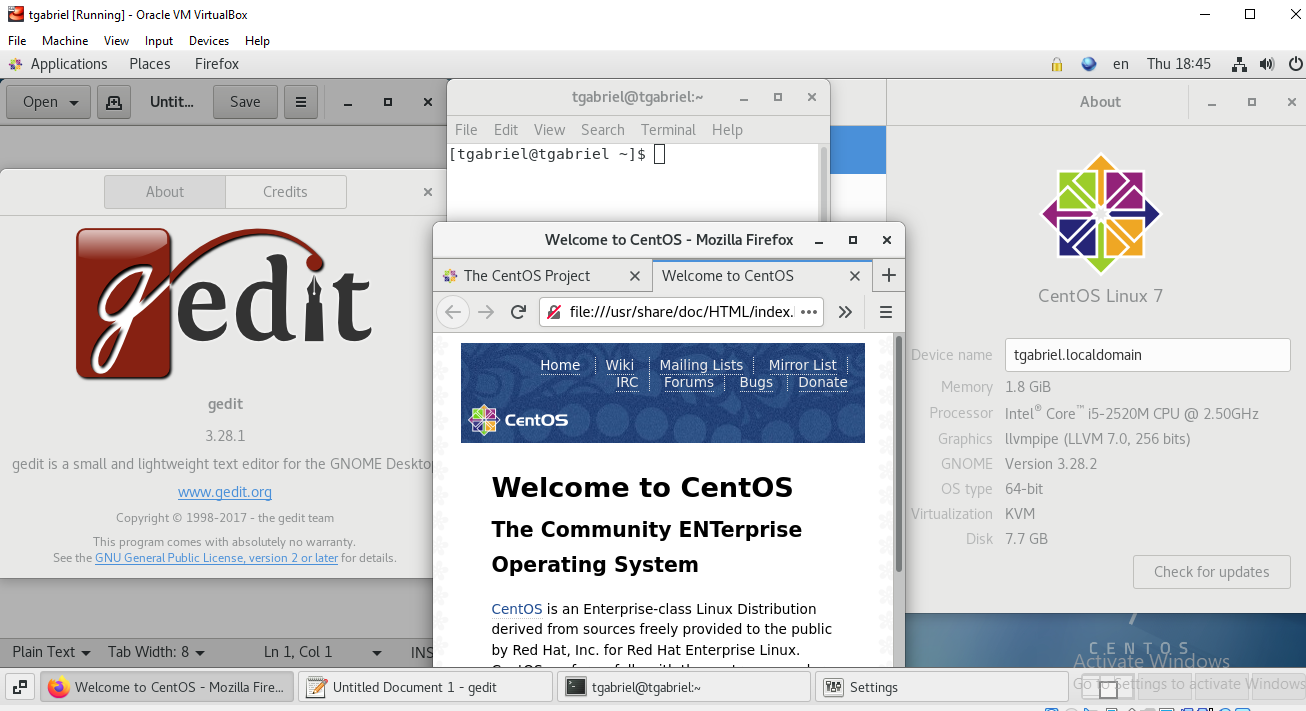 tgabriel [Running] - Oracle VM VirtualBox
File Machine View Input Devices Help
Applications Places Firefox en Thu 18:45
Open Untit... Save
tgabriel@tgabriel:~
File Edit View Search Terminal Help
[tgabriel@tgabriel ~]$
About Credits
gedit
gedit
3.28.1
gedit is a small and lightweight text editor for the GNOME Deskto
www.gedit.org
Copyright © 1998-2017 - the gedit team
This program comes with absolutely no warranty.
See the GNU General Public License, version 2 or later for details.
Plain Text Tab Width: 8 Ln 1, Col 1 INS
Welcome to CentOS - Mozilla Firefox
The CentOS Project Welcome to CentOS
file:///usr/share/doc/HTML/index.
Home Wiki Mailing Lists Mirror List
IRC Forums Bugs Donate
CentOS
Welcome to CentOS
The Community ENTerprise
Operating System
CentOS is an Enterprise-class Linux Distribution
derived from sources freely provided to the public
by Red Hat, Inc. for Red Hat Enterprise Linux.
About
CentOS Linux 7
Device name tgabriel.localdomain
Memory 1.8 GiB
Processor Intel® Core™ i5-2520M CPU @ 2.50GHz
Graphics llvmpipe (LLVM 7.0, 256 bits)
GNOME Version 3.28.2
OS type 64-bit
Virtualization KVM
Disk 7.7 GB
Check for updates
CENTOS
Activate Windows
Go to Settings to activate Windows
Welcome to CentOS - Mozilla Fire... Untitled Document 1 - gedit tgabriel@tgabriel:~ Settings